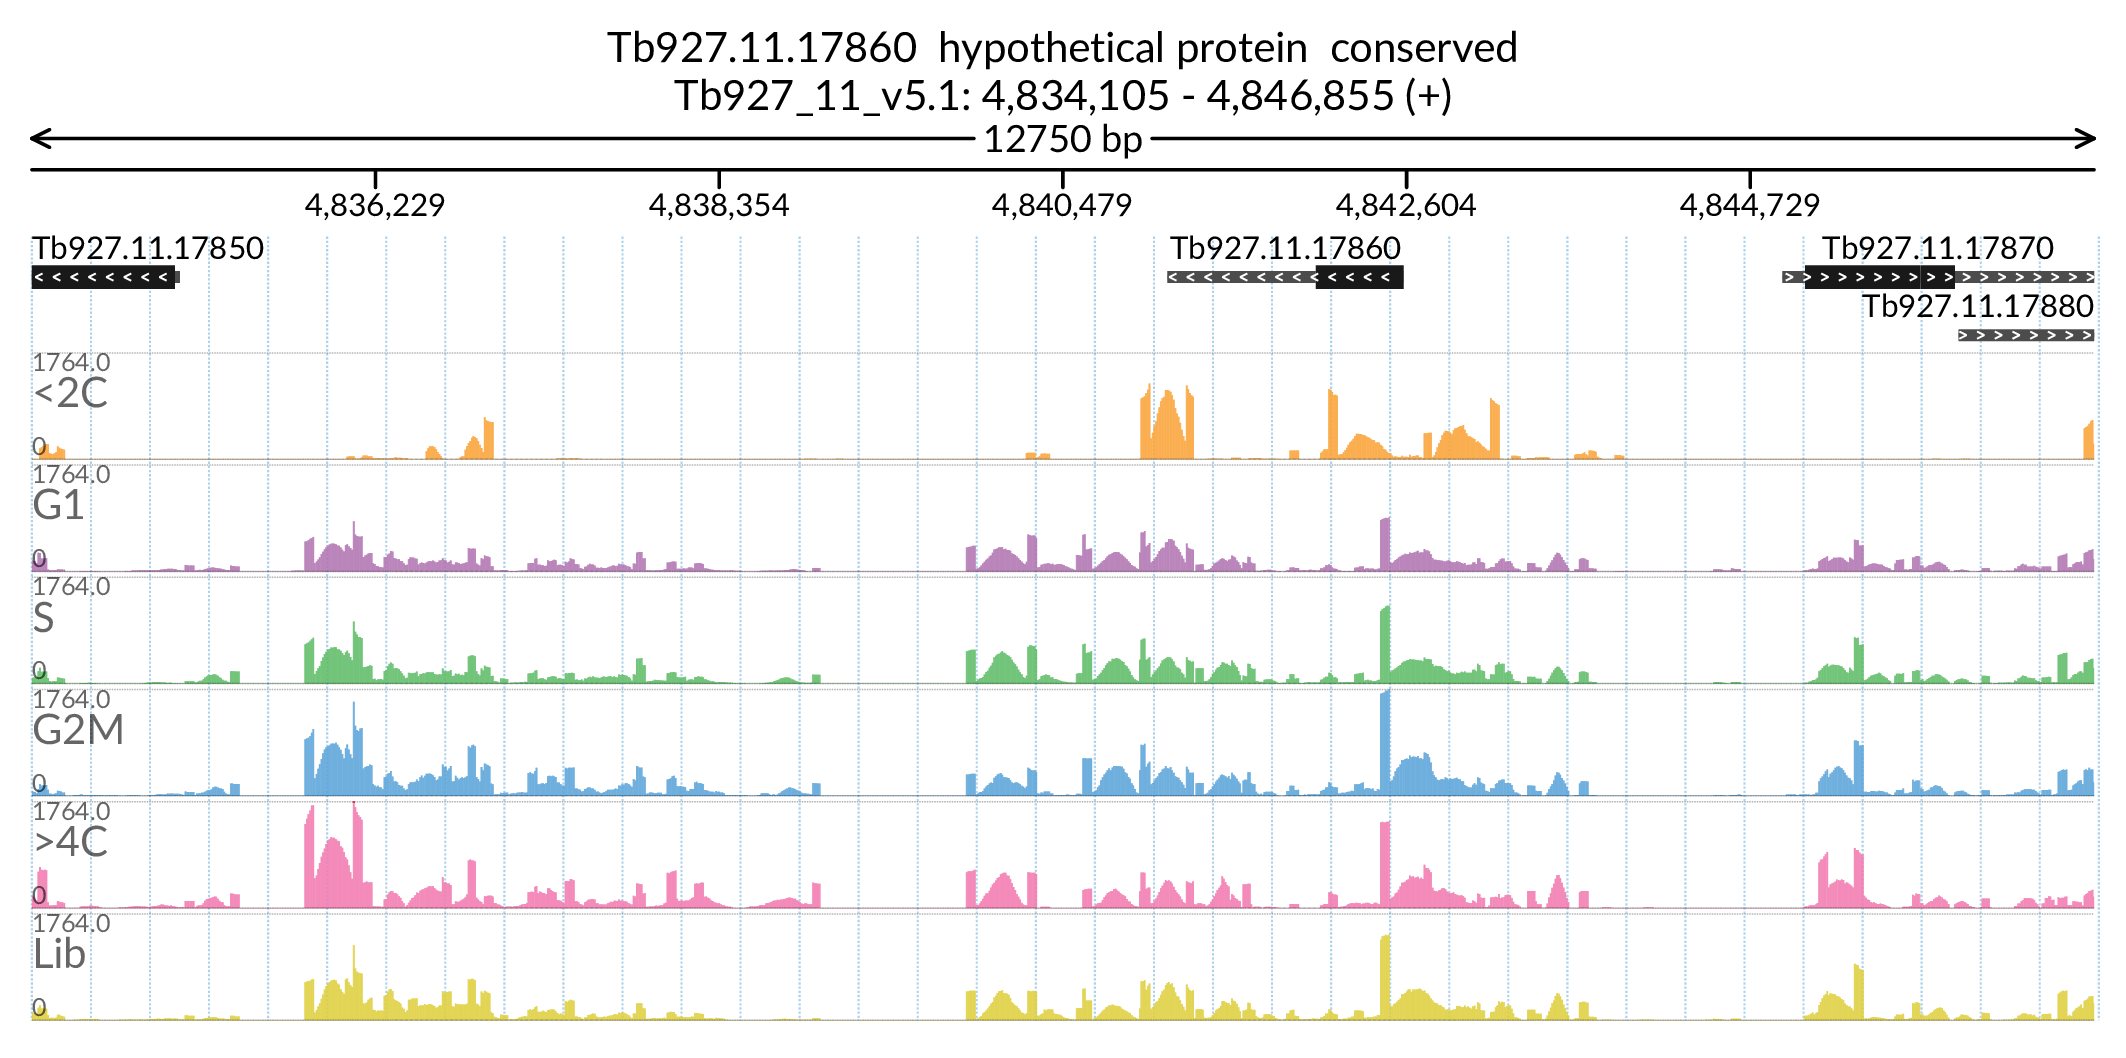 Tb927.11.17860 hypothetical protein conserved
Tb927_11_v5.1: 4,834,105 - 4,846,855 (+)
12750 bp
4,836,229 4,838,354 4,840,479 4,842,604 4,844,729
Tb927.11.17850 Tb927.11.17860 Tb927.11.17870
Tb927.11.17880
1764.0
<2C
0
1764.0
G1
0
1764.0
S
0
1764.0
G2M
0
1764.0
>4C
0
1764.0
Lib
0